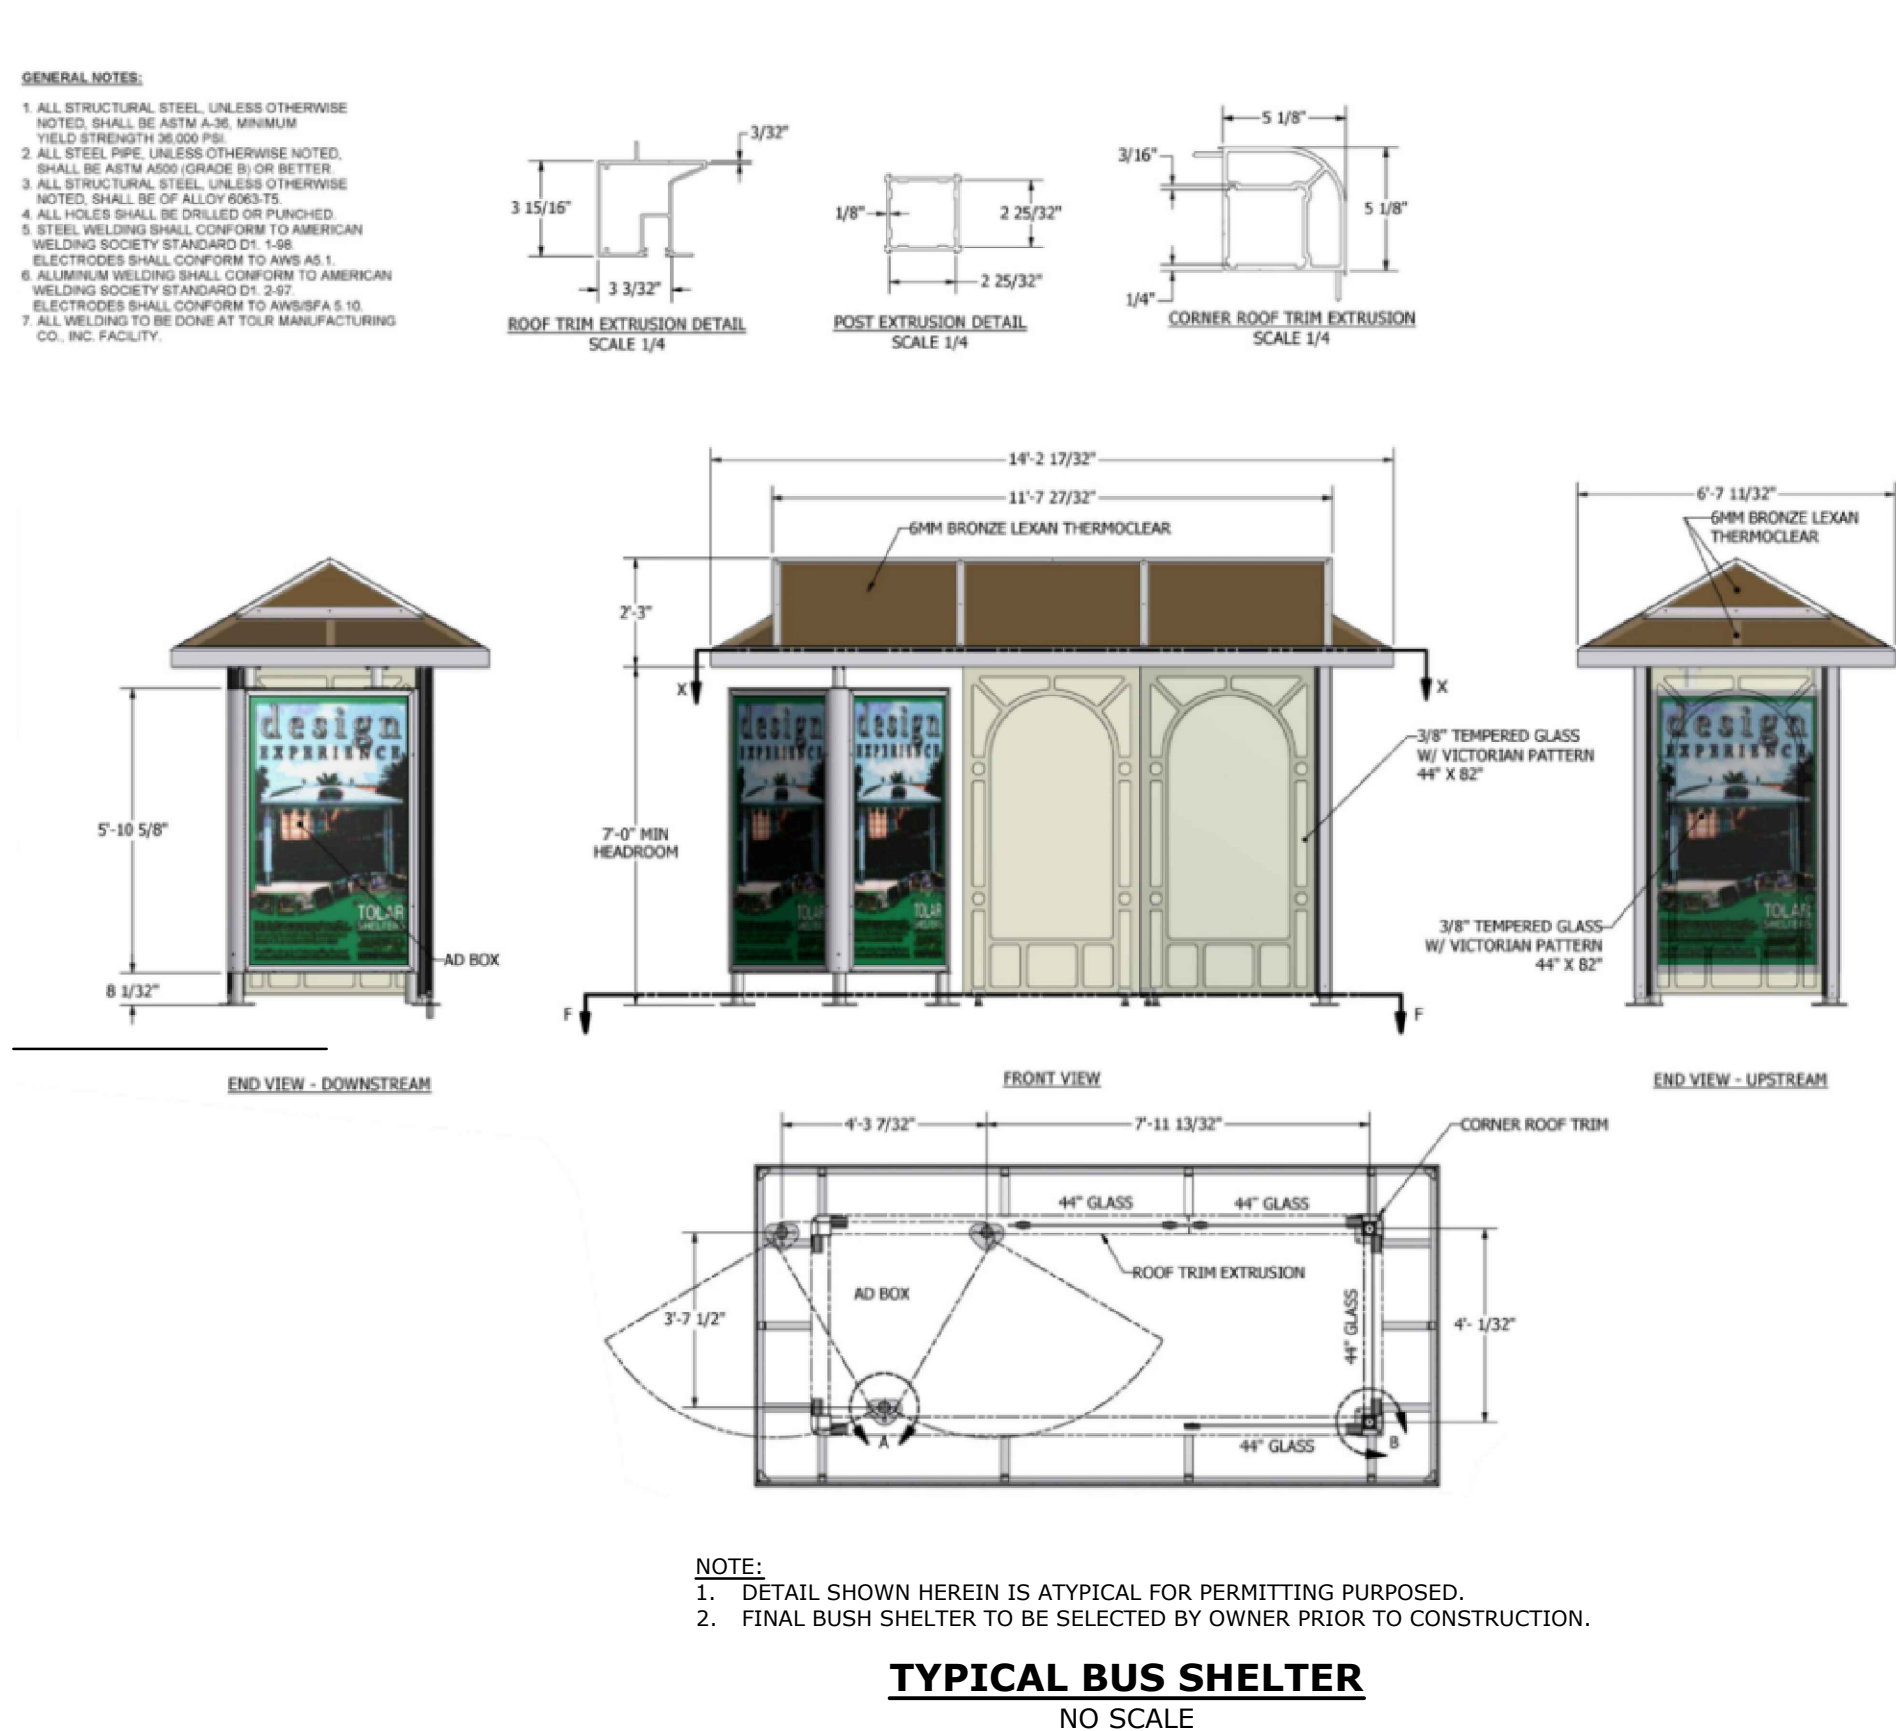 GENERAL NOTES:
1. ALL STRUCTURAL STEEL, UNLESS OTHERWISE
NOTED, SHALL BE ASTM A-36, MINIMUM
YIELD STRENGTH 36,000 PSI.
2. ALL STEEL PIPE, UNLESS OTHERWISE NOTED,
SHALL BE ASTM A500 (GRADE B) OR BETTER.
3. ALL STRUCTURAL STEEL, UNLESS OTHERWISE
NOTED, SHALL BE OF ALLOY 6063-T5.
4. ALL HOLES SHALL BE DRILLED OR PUNCHED.
5. STEEL WELDING SHALL CONFORM TO AMERICAN
WELDING SOCIETY STANDARD D1. 1-98.
ELECTRODES SHALL CONFORM TO AWS A5.1.
6. ALUMINUM WELDING SHALL CONFORM TO AMERICAN
WELDING SOCIETY STANDARD D1. 2-97.
ELECTRODES SHALL CONFORM TO AWS/SFA 5.10.
7. ALL WELDING TO BE DONE AT TOLR MANUFACTURING
CO., INC. FACILITY.
3/32"
3 15/16"
3 3/32"
ROOF TRIM EXTRUSION DETAIL
SCALE 1/4
1/8"
2 25/32"
2 25/32"
POST EXTRUSION DETAIL
SCALE 1/4
5 1/8"
3/16"
5 1/8"
1/4"
CORNER ROOF TRIM EXTRUSION
SCALE 1/4
5'-10 5/8"
8 1/32"
design
EXPERIENCE
TOLAR
SHELTERS
AD BOX
END VIEW - DOWNSTREAM
14'-2 17/32"
11'-7 27/32"
6MM BRONZE LEXAN THERMOCLEAR
2'-3"
X
X
7'-0" MIN
HEADROOM
design
EXPERIENCE
TOLAR
design
EXPERIENCE
TOLAR
3/8" TEMPERED GLASS
W/ VICTORIAN PATTERN
44" X 82"
F
F
FRONT VIEW
6'-7 11/32"
6MM BRONZE LEXAN
THERMOCLEAR
design
EXPERIENCE
TOLAR
SHELTERS
3/8" TEMPERED GLASS
W/ VICTORIAN PATTERN
44" X 82"
END VIEW - UPSTREAM
4'-3 7/32"
7'-11 13/32"
CORNER ROOF TRIM
44" GLASS
44" GLASS
ROOF TRIM EXTRUSION
AD BOX
3'-7 1/2"
44" GLASS
4'- 1/32"
A
44" GLASS
B
NOTE:
1. DETAIL SHOWN HEREIN IS ATYPICAL FOR PERMITTING PURPOSED.
2. FINAL BUSH SHELTER TO BE SELECTED BY OWNER PRIOR TO CONSTRUCTION.
TYPICAL BUS SHELTER
NO SCALE